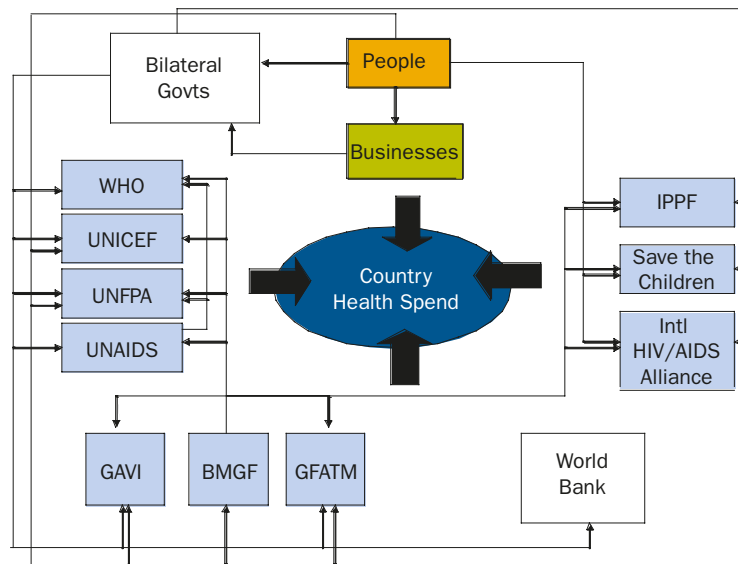 Bilateral
Govts
People
Businesses
WHO
UNICEF
UNFPA
UNAIDS
Country
Health Spend
IPPF
Save the
Children
Intl
HIV/AIDS
Alliance
GAVI
BMGF
GFATM
World
Bank